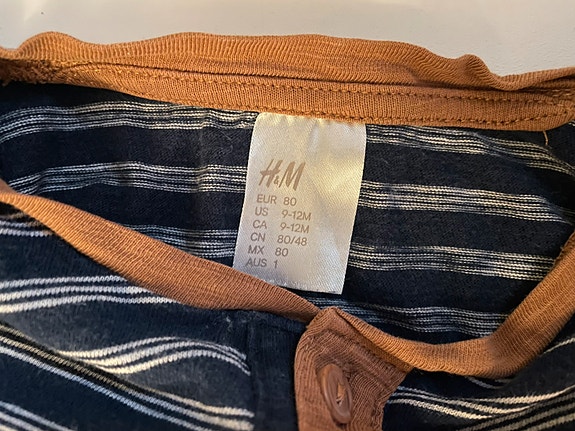 H&M
EUR 80
US 9-12M
CA 9-12M
CN 80/48
MX 80
AUS 1